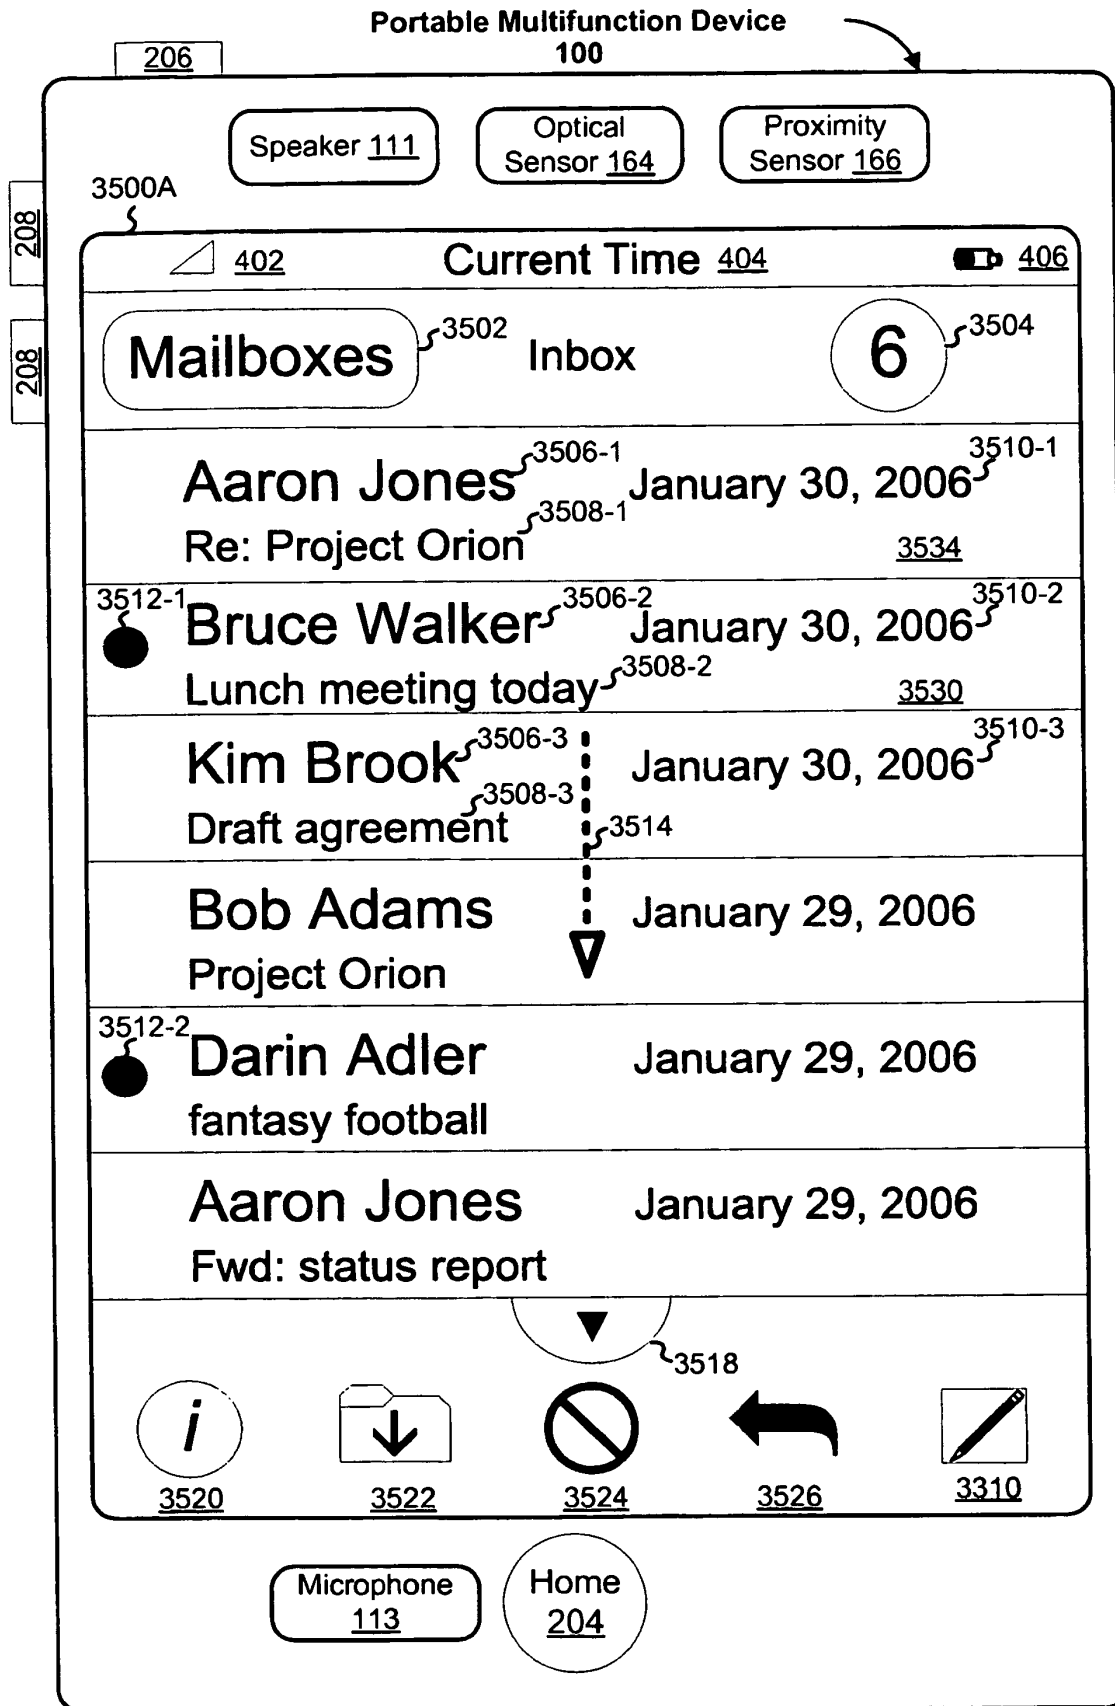 Portable Multifunction Device
100
206
Speaker 111
Optical
Sensor 164
Proximity
Sensor 166
3500A
208
208
402
Current Time 404
406
Mailboxes
3502
Inbox
6
3504
Aaron Jones
3506-1
January 30, 2006
3510-1
Re: Project Orion
3508-1
3534
3512-1
Bruce Walker
3506-2
January 30, 2006
3510-2
Lunch meeting today
3508-2
3530
Kim Brook
3506-3
January 30, 2006
3510-3
Draft agreement
3508-3
3514
Bob Adams
January 29, 2006
Project Orion
3512-2
Darin Adler
January 29, 2006
fantasy football
Aaron Jones
January 29, 2006
Fwd: status report
3518
i
3520
3522
3524
3526
3310
Microphone
113
Home
204